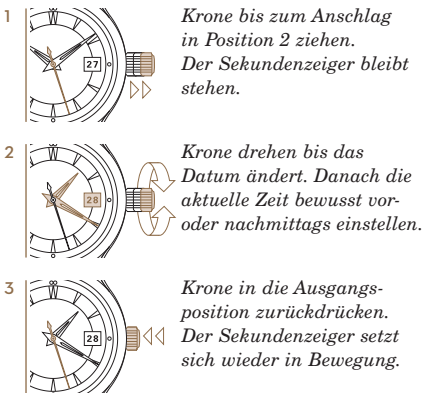 1
Krone bis zum Anschlag
in Position 2 ziehen.
Der Sekundenzeiger bleibt
stehen.
27
2
Krone drehen bis das
Datum ändert. Danach die
aktuelle Zeit bewusst vor-
oder nachmittags einstellen.
28
3
Krone in die Ausgangs-
position zurückdrücken.
Der Sekundenzeiger setzt
sich wieder in Bewegung.
28